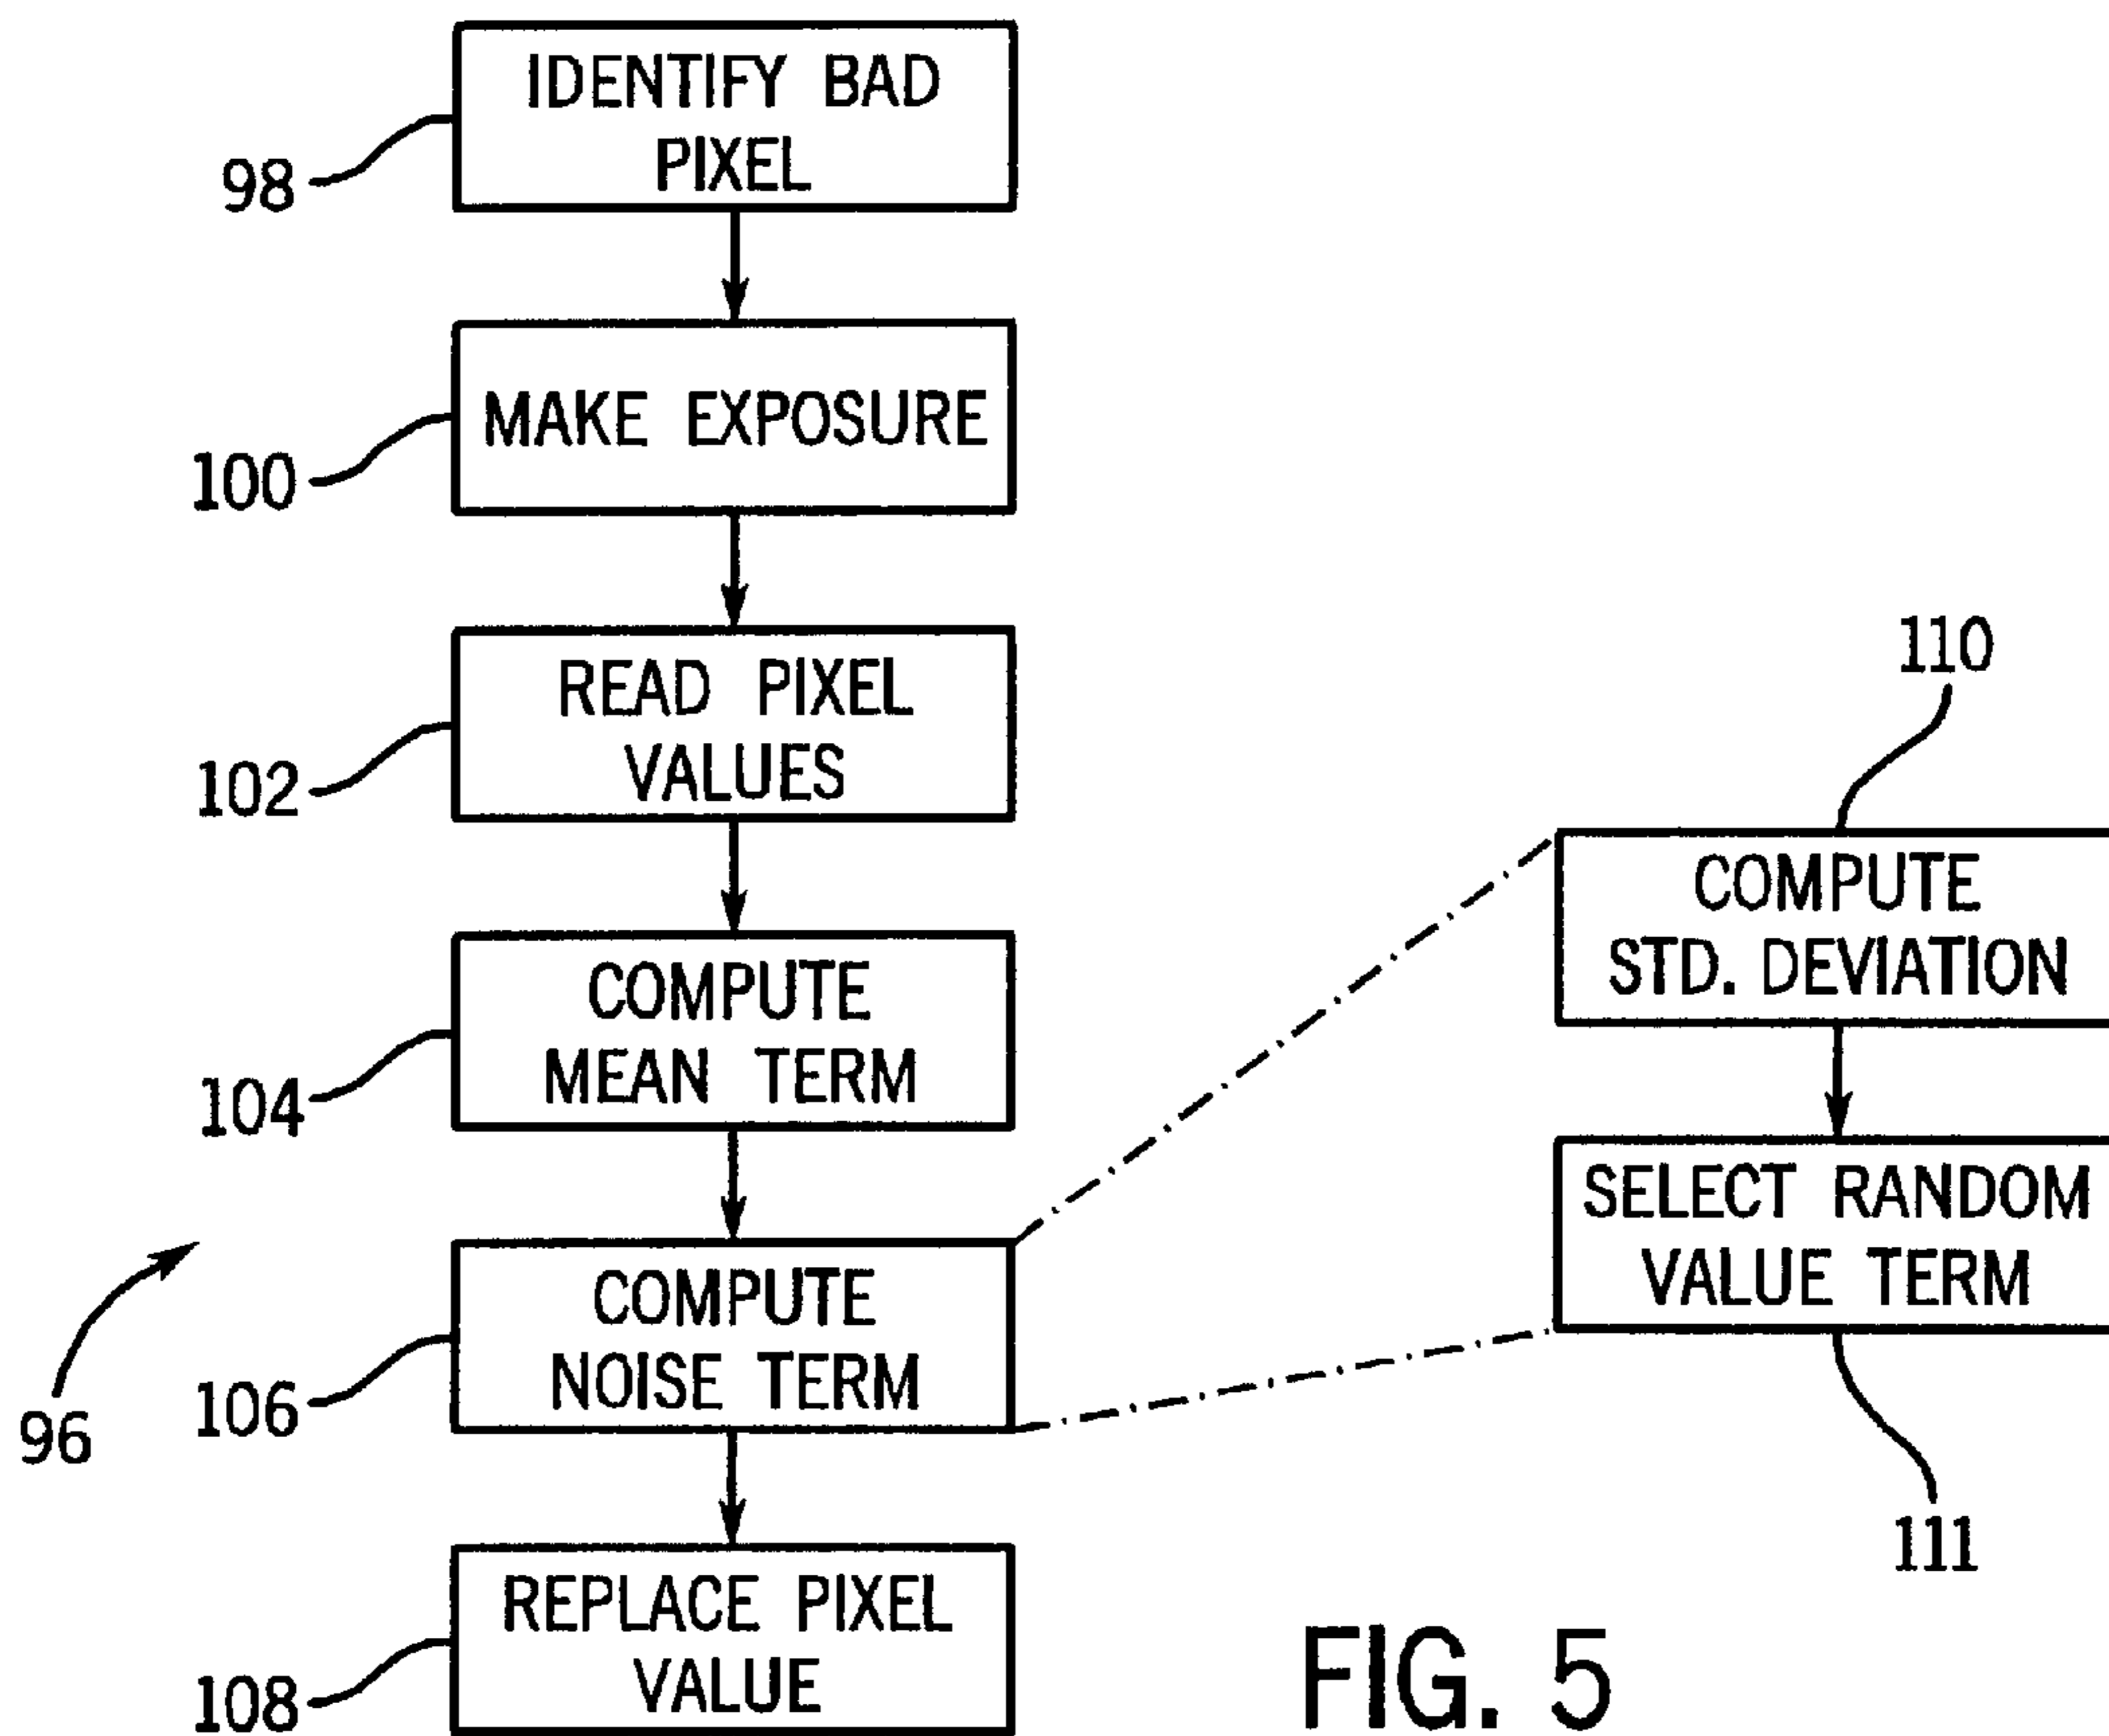 IDENTIFY BAD
PIXEL
98
MAKE EXPOSURE
100
READ PIXEL
VALUES
102
COMPUTE
MEAN TERM
104
COMPUTE
NOISE TERM
106
96
REPLACE PIXEL
VALUE
108
110
COMPUTE
STD. DEVIATION
SELECT RANDOM
VALUE TERM
111
FIG. 5